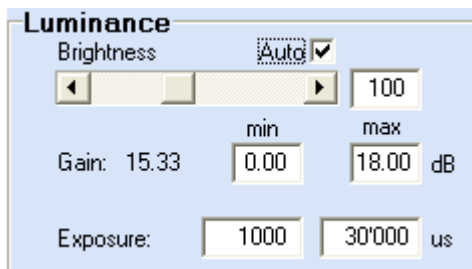 Luminance
Brightness Auto
100
min max
Gain: 15.33 0.00 18.00 dB
Exposure: 1000 30'000 us